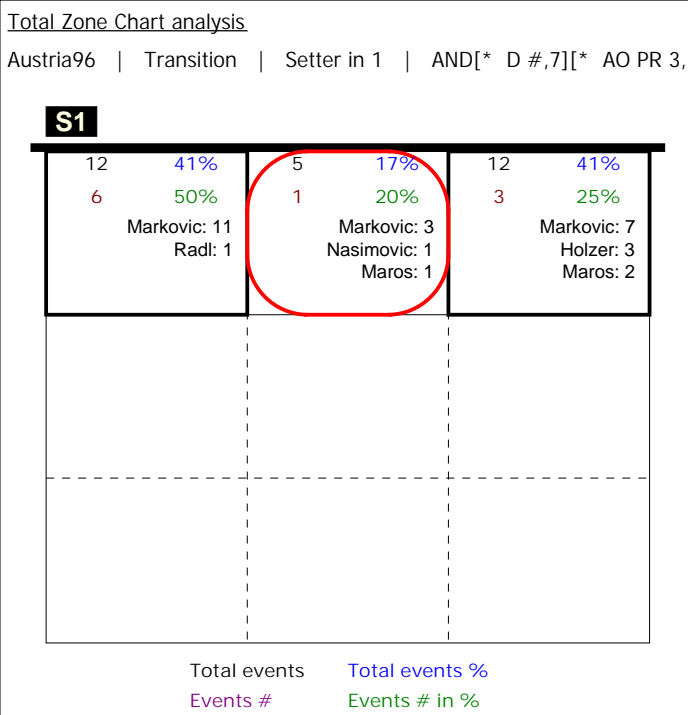 Total Zone Chart analysis
Austria96 | Transition | Setter in 1 | AND[* D #,7][* AO PR 3,
S1
12 41% 5 17% 12 41%
6 50% 1 20% 3 25%
Markovic: 11 Markovic: 3 Markovic: 7
Radl: 1 Nasimovic: 1 Holzer: 3
Maros: 1 Maros: 2
Total events Total events %
Events # Events # in %